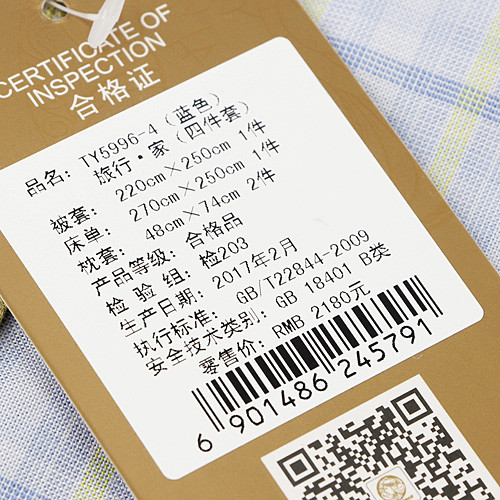 CERTIFICATE OF
INSPECTION
合格证
品名: TY5996-4 (蓝色)
旅行·家 (四件套)
被套: 220cm×250cm 1件
床单: 270cm×250cm 1件
枕套: 48cm×74cm 2件
产品等级: 合格品
检 验 组: 检203
生产日期: 2017年2月
执行标准: GB/T22844-2009
安全技术类别: GB 18401 B类
零售价: RMB 2180元
6 901486 245791